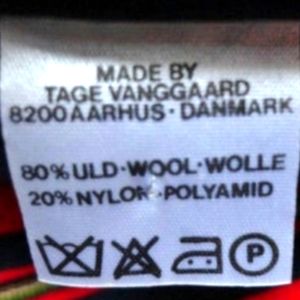 MADE BY
TAGE VANGGAARD
8200 AARHUS · DANMARK
80% ULD · WOOL · WOLLE
20% NYLON · POLYAMID
P